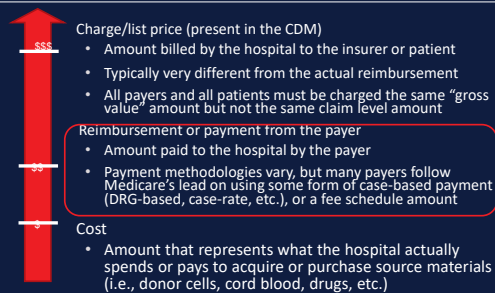 Charge/list price (present in the CDM)
$$$
• Amount billed by the hospital to the insurer or patient
• Typically very different from the actual reimbursement
• All payers and all patients must be charged the same “gross
value” amount but not the same claim level amount
Reimbursement or payment from the payer
• Amount paid to the hospital by the payer
$$
• Payment methodologies vary, but many payers follow
Medicare’s lead on using some form of case-based payment
(DRG-based, case-rate, etc.), or a fee schedule amount
$
Cost
• Amount that represents what the hospital actually
spends or pays to acquire or purchase source materials
(i.e., donor cells, cord blood, drugs, etc.)